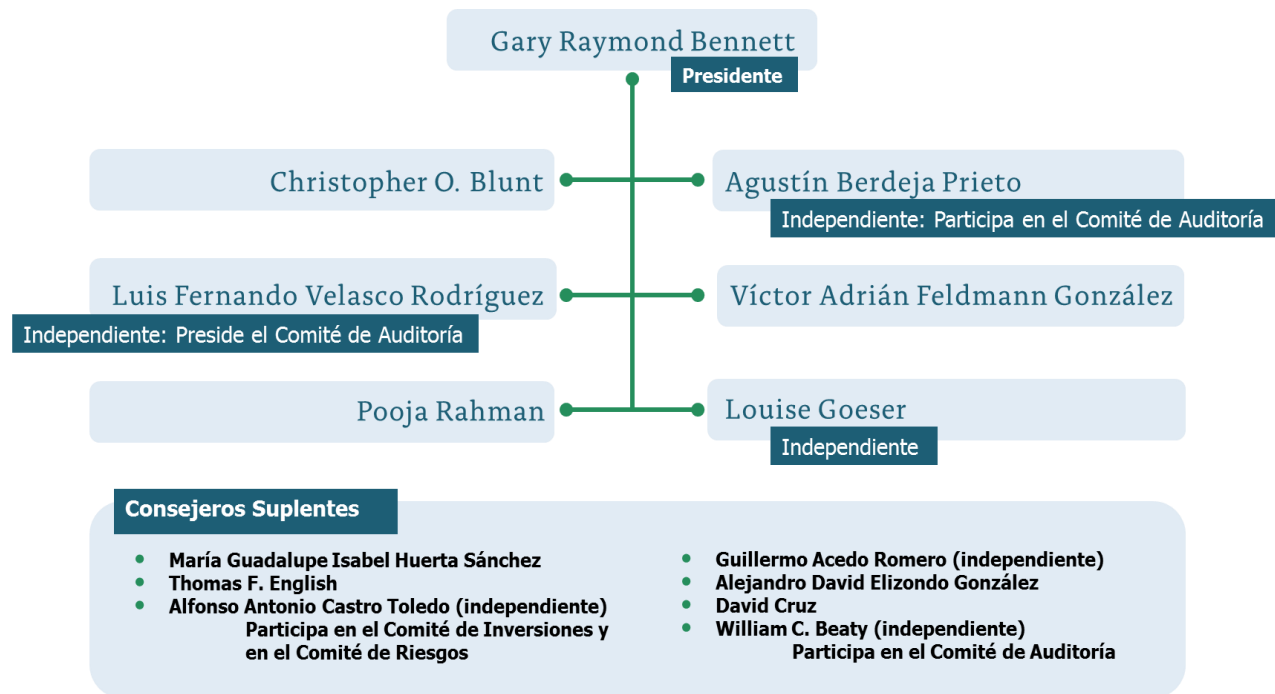 Gary Raymond Bennett
Presidente
Christopher O. Blunt
Agustín Berdeja Prieto
Independiente: Participa en el Comité de Auditoría
Luis Fernando Velasco Rodríguez
Independiente: Preside el Comité de Auditoría
Víctor Adrián Feldmann González
Pooja Rahman
Louise Goeser
Independiente
Consejeros Suplentes
María Guadalupe Isabel Huerta Sánchez
Thomas F. English
Alfonso Antonio Castro Toledo (independiente)
Participa en el Comité de Inversiones y
en el Comité de Riesgos
Guillermo Acedo Romero (independiente)
Alejandro David Elizondo González
David Cruz
William C. Beaty (independiente)
Participa en el Comité de Auditoría